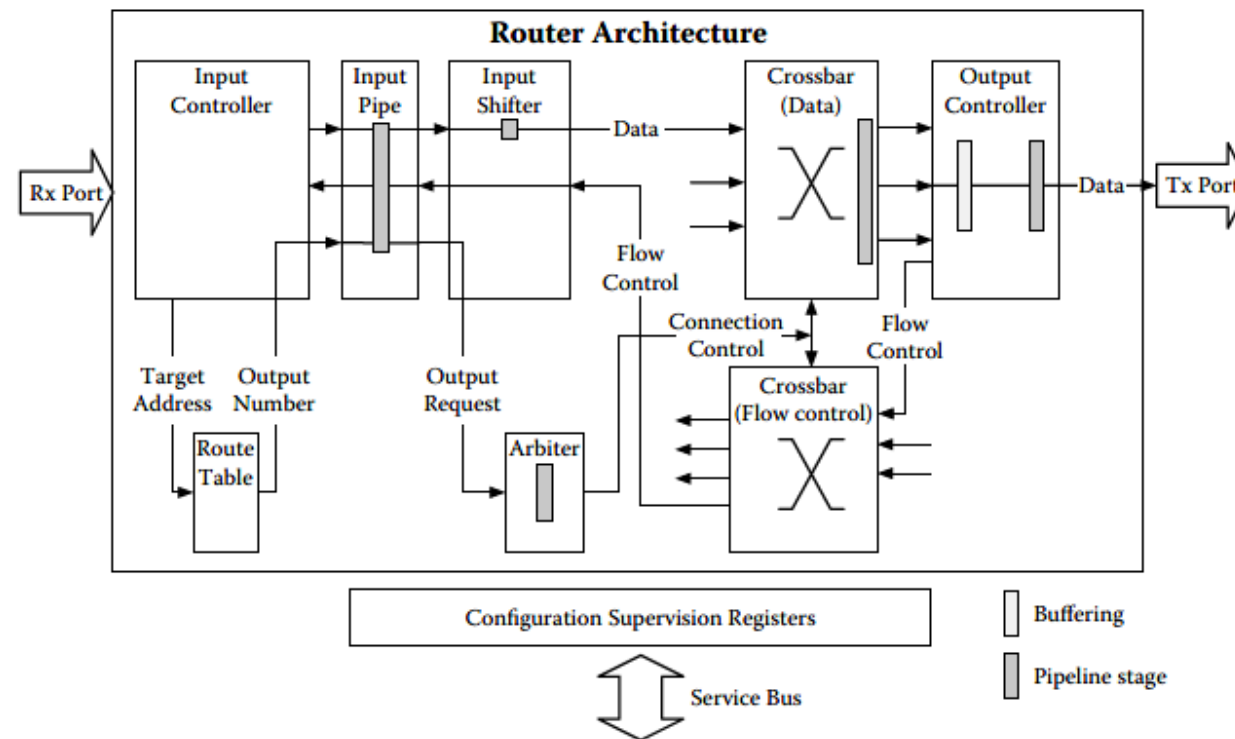 Router Architecture
Input
Controller
Input
Pipe
Input
Shifter
Crossbar
(Data)
Output
Controller
Rx Port
Data
Data
Tx Port
Flow
Control
Connection
Control
Flow
Control
Target
Address
Output
Number
Output
Request
Route
Table
Arbiter
Crossbar
(Flow control)
Configuration Supervision Registers
Buffering
Pipeline stage
Service Bus